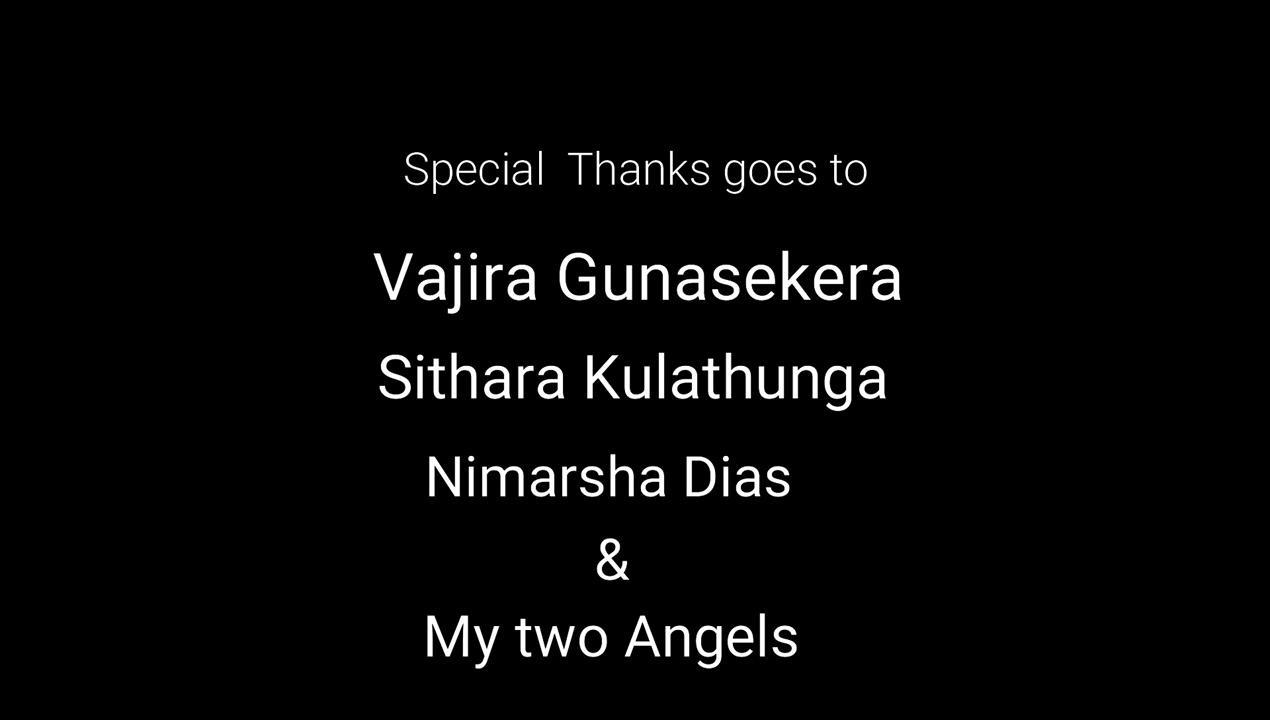 Special  Thanks goes to
Vajira Gunasekera
Sithara Kulathunga
Nimarsha Dias
&
My two Angels